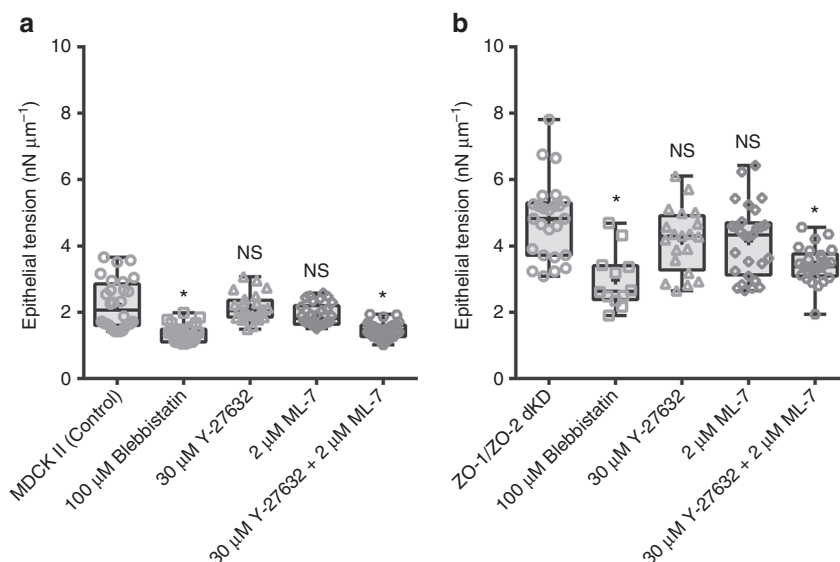 a
Epithelial tension (nN μm⁻¹)
10
8
6
4
2
0
NS
NS
*
*
MDCK II (Control)
100 μM Blebbistatin
30 μM Y-27632
2 μM ML-7
30 μM Y-27632 + 2 μM ML-7
b
Epithelial tension (nN μm⁻¹)
10
8
6
4
2
0
NS
NS
*
*
ZO-1/ZO-2 dKD
100 μM Blebbistatin
30 μM Y-27632
2 μM ML-7
30 μM Y-27632 + 2 μM ML-7